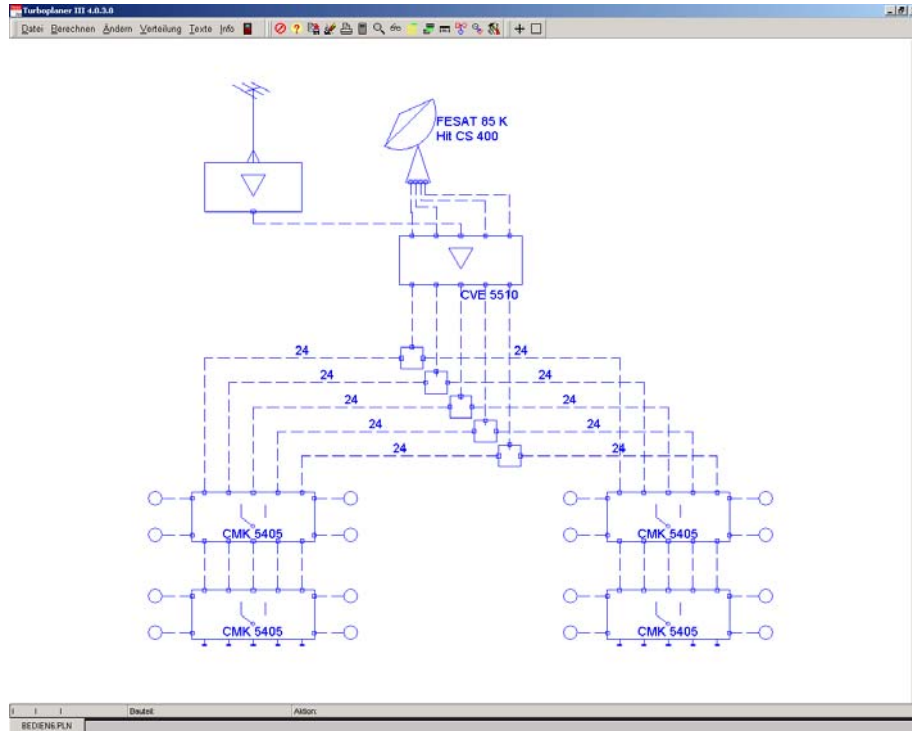 Turboplaner III 4.0.3.0
Datei Berechnen Ändern Verteilung Texte Info
FESAT 85 K
Hit CS 400
CVE 5510
24 24
24 24
24 24
24 24
24 24
CMK 5405 CMK 5405
CMK 5405 CMK 5405
Bauteil: Aktion:
BEDIEN6.PLN